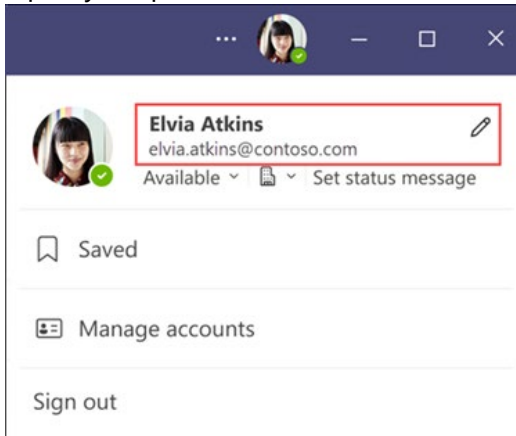 ...
Elvia Atkins
elvia.atkins@contoso.com
Available
Set status message
Saved
Manage accounts
Sign out